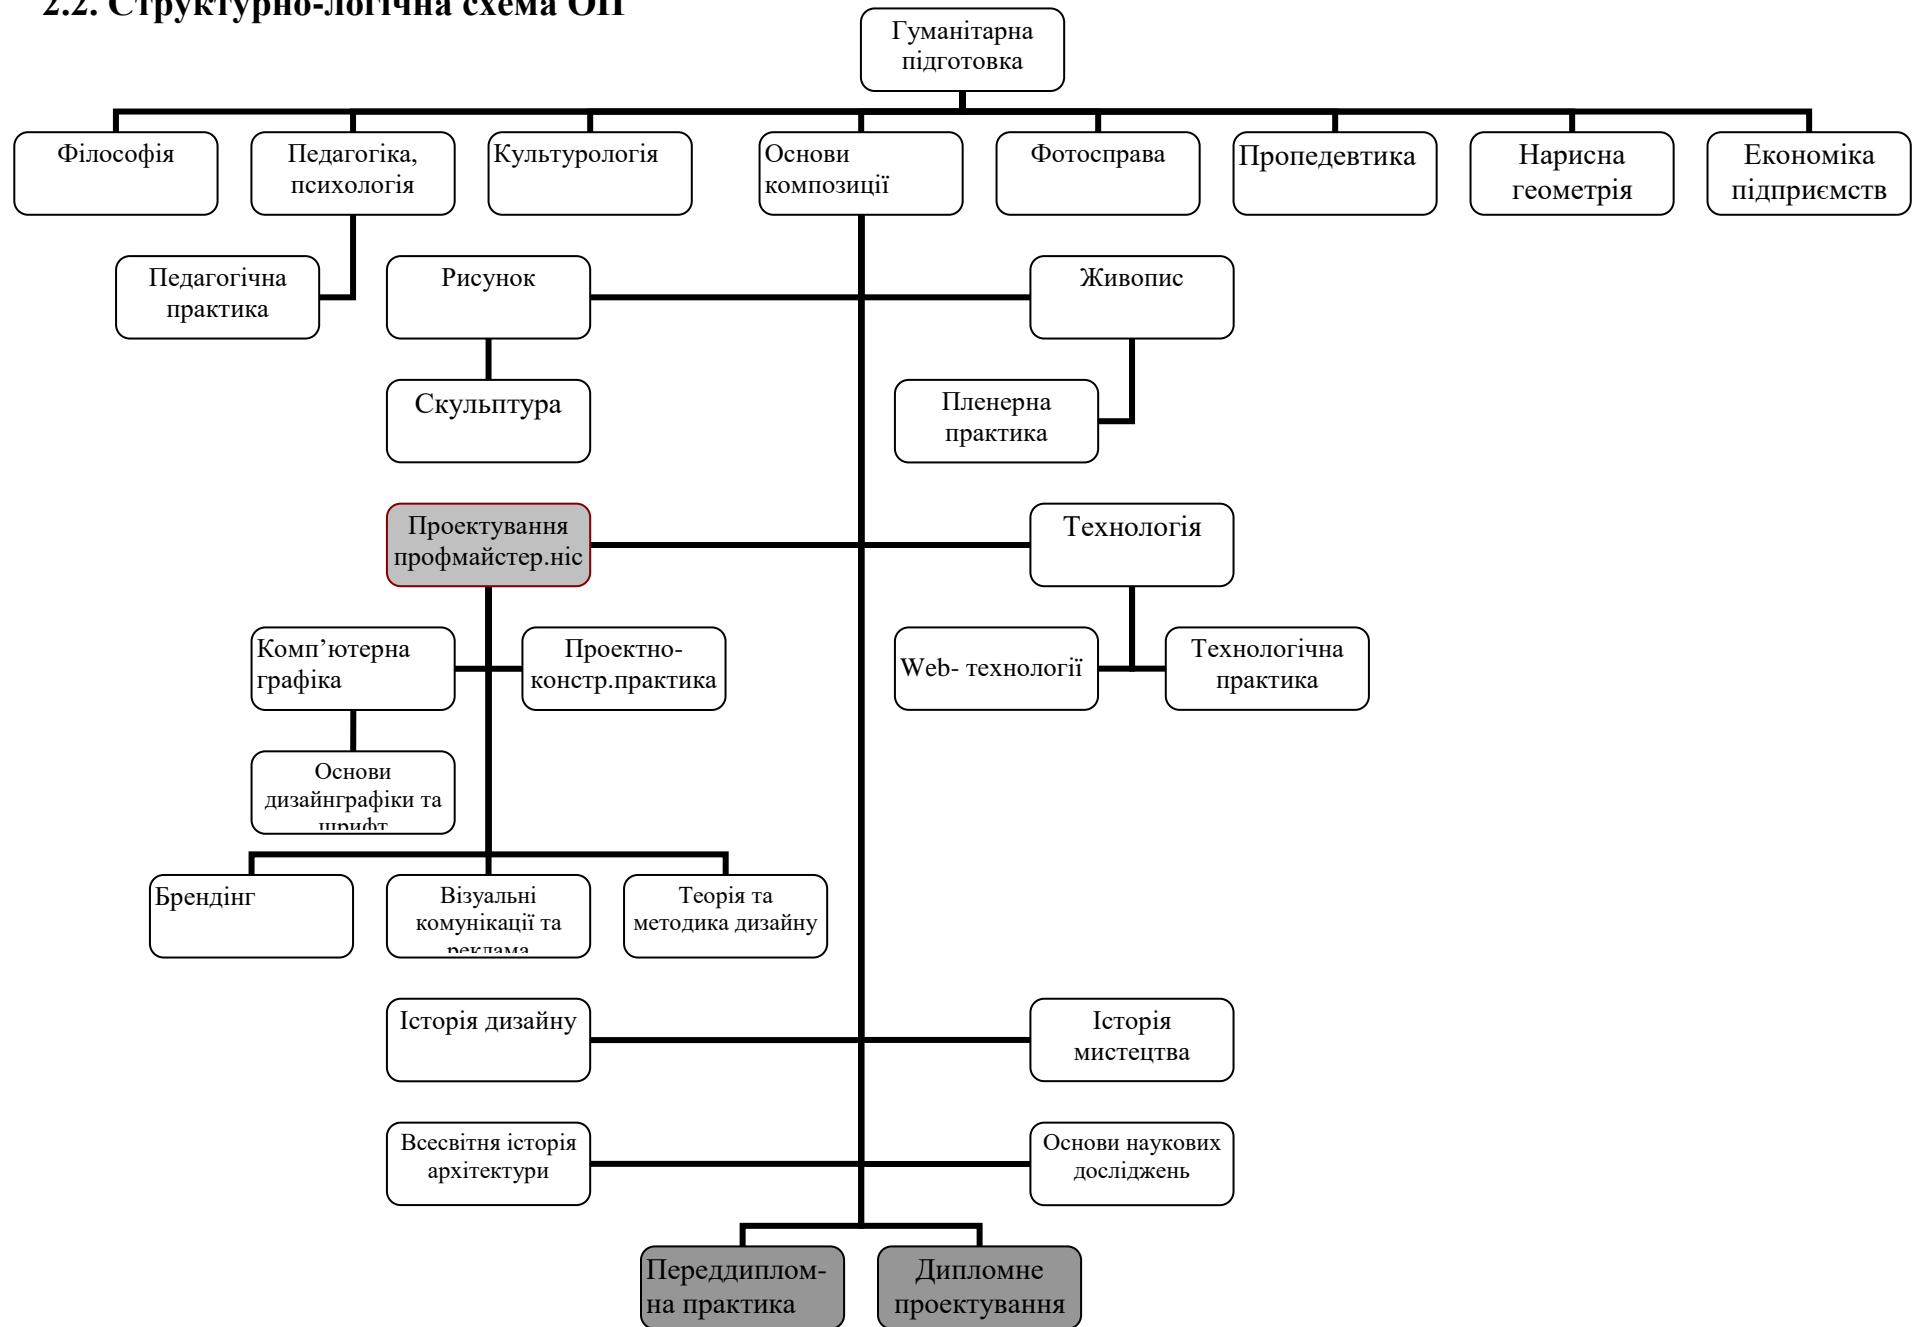 2.2. Структурно-логічна схема ОП
Гуманітарна
підготовка
Філософія
Педагогіка,
психологія
Культурологія
Основи
композиції
Фотосправа
Пропедевтика
Нарисна
геометрія
Економіка
підприємств
Педагогічна
практика
Рисунок
Живопис
Скульптура
Пленерна
практика
Проектування
профмайстер.ніс
Технологія
Комп’ютерна
графіка
Проектно-
констр.практика
Web- технології
Технологічна
практика
Основи
дизайнграфіки та
шрифт
Брендінг
Візуальні
комунікації та
реклама
Теорія та
методика дизайну
Історія дизайну
Історія
мистецтва
Всесвітня історія
архітектури
Основи наукових
досліджень
Переддиплом-
на практика
Дипломне
проектування